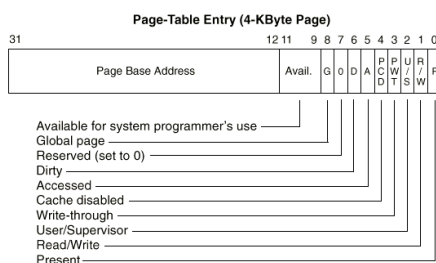 Page-Table Entry (4-KByte Page)
31 12 11 9 8 7 6 5 4 3 2 1 0
Page Base Address Avail. G 0 D A PCD PWT U/S R/W P
Available for system programmer's use
Global page
Reserved (set to 0)
Dirty
Accessed
Cache disabled
Write-through
User/Supervisor
Read/Write
Present